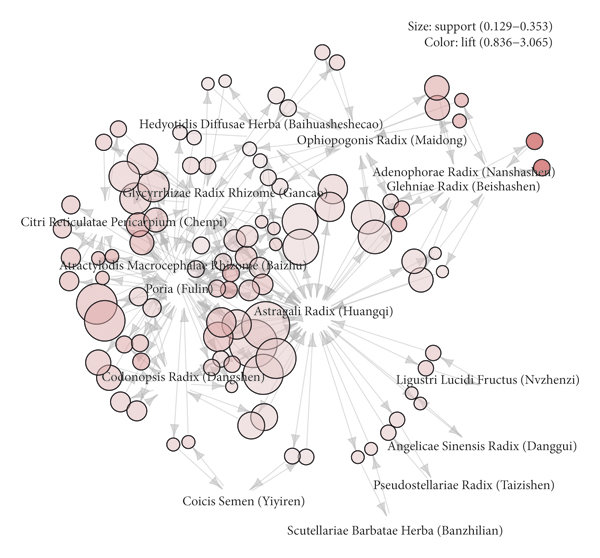 Size: support (0.129−0.353)
Color: lift (0.836−3.065)
Hedyotidis Diffusae Herba (Baihuasheshecao)
Ophiopogonis Radix (Maidong)
Adenophorae Radix (Nanshashen)
Glehniae Radix (Beishashen)
Glycyrrhizae Radix Rhizome (Gancao)
Citri Reticulatae Pericarpium (Chenpi)
Atractylodis Macrocephalae Rhizome (Baizhu)
Poria (Fulin)
Astragali Radix (Huangqi)
Codonopsis Radix (Dangshen)
Ligustri Lucidi Fructus (Nvzhenzi)
Angelicae Sinensis Radix (Danggui)
Pseudostellariae Radix (Taizishen)
Coicis Semen (Yiyiren)
Scutellariae Barbatae Herba (Banzhilian)